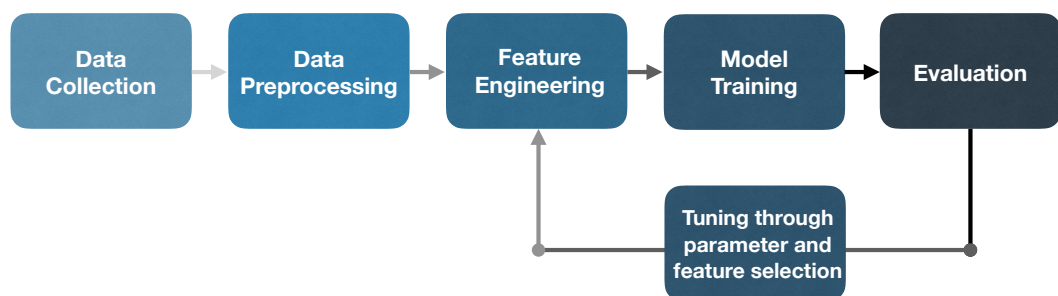 Data
Collection
Data
Preprocessing
Feature
Engineering
Model
Training
Evaluation
Tuning through
parameter and
feature selection